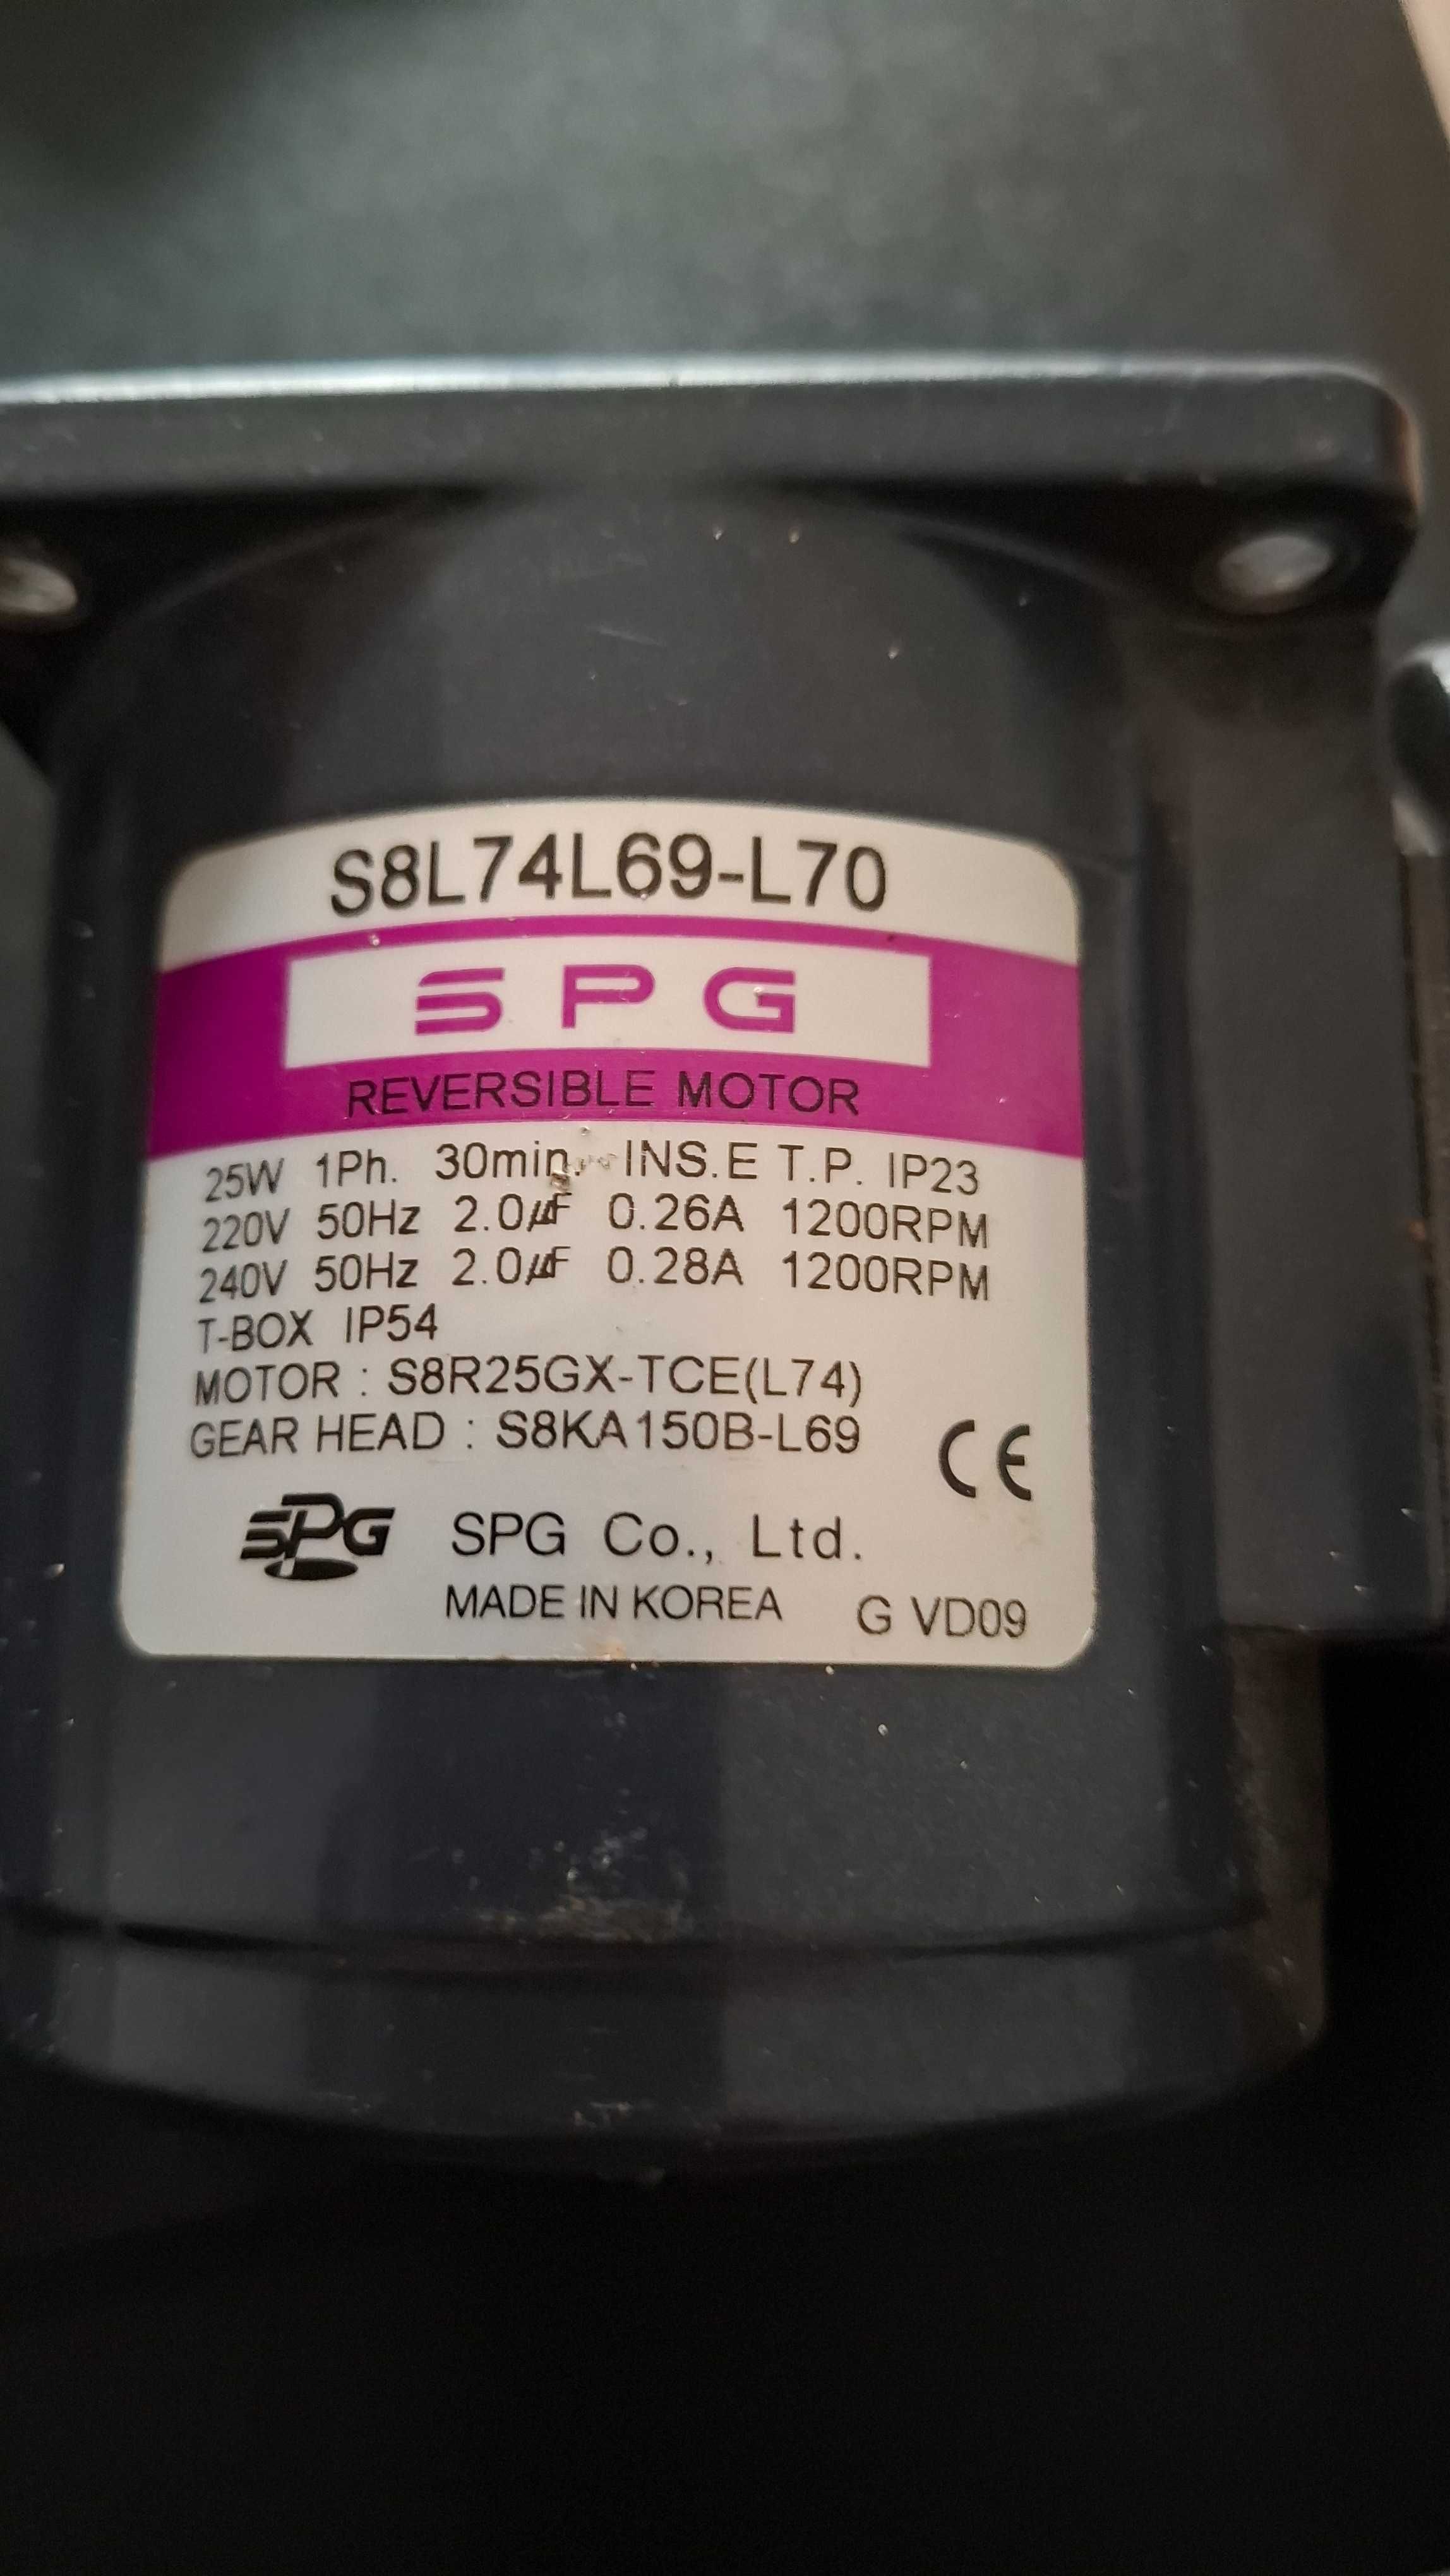 S8L74L69-L70
SPG
REVERSIBLE MOTOR
25W 1Ph. 30min. INS.E T.P. IP23
220V 50Hz 2.0μF 0.26A 1200RPM
240V 50Hz 2.0μF 0.28A 1200RPM
T-BOX IP54
MOTOR : S8R25GX-TCE(L74)
GEAR HEAD : S8KA150B-L69
CE
SPG SPG Co., Ltd.
MADE IN KOREA G VD09